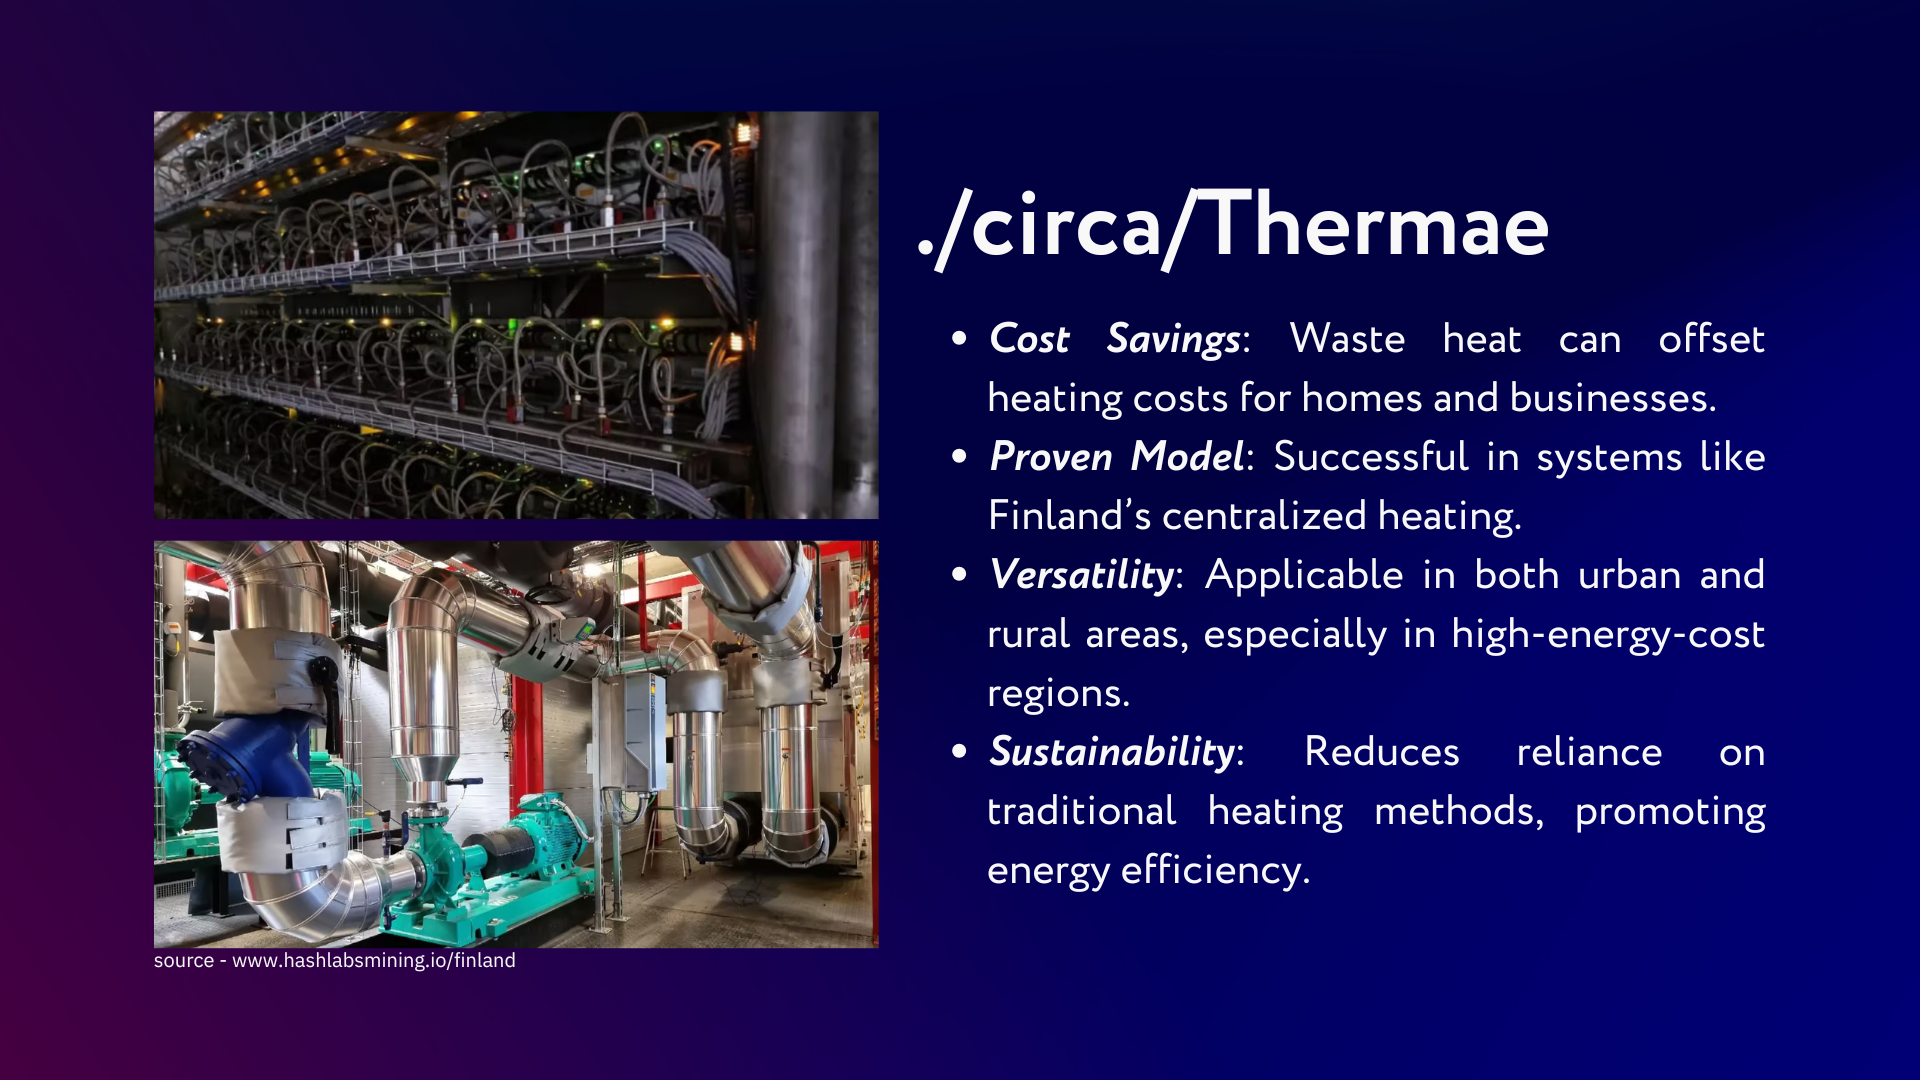 ./circa/Thermae
• Cost Savings: Waste heat can offset
heating costs for homes and businesses.
• Proven Model: Successful in systems like
Finland’s centralized heating.
• Versatility: Applicable in both urban and
rural areas, especially in high-energy-cost
regions.
• Sustainability: Reduces reliance on
traditional heating methods, promoting
energy efficiency.
source - www.hashlabsmining.io/finland